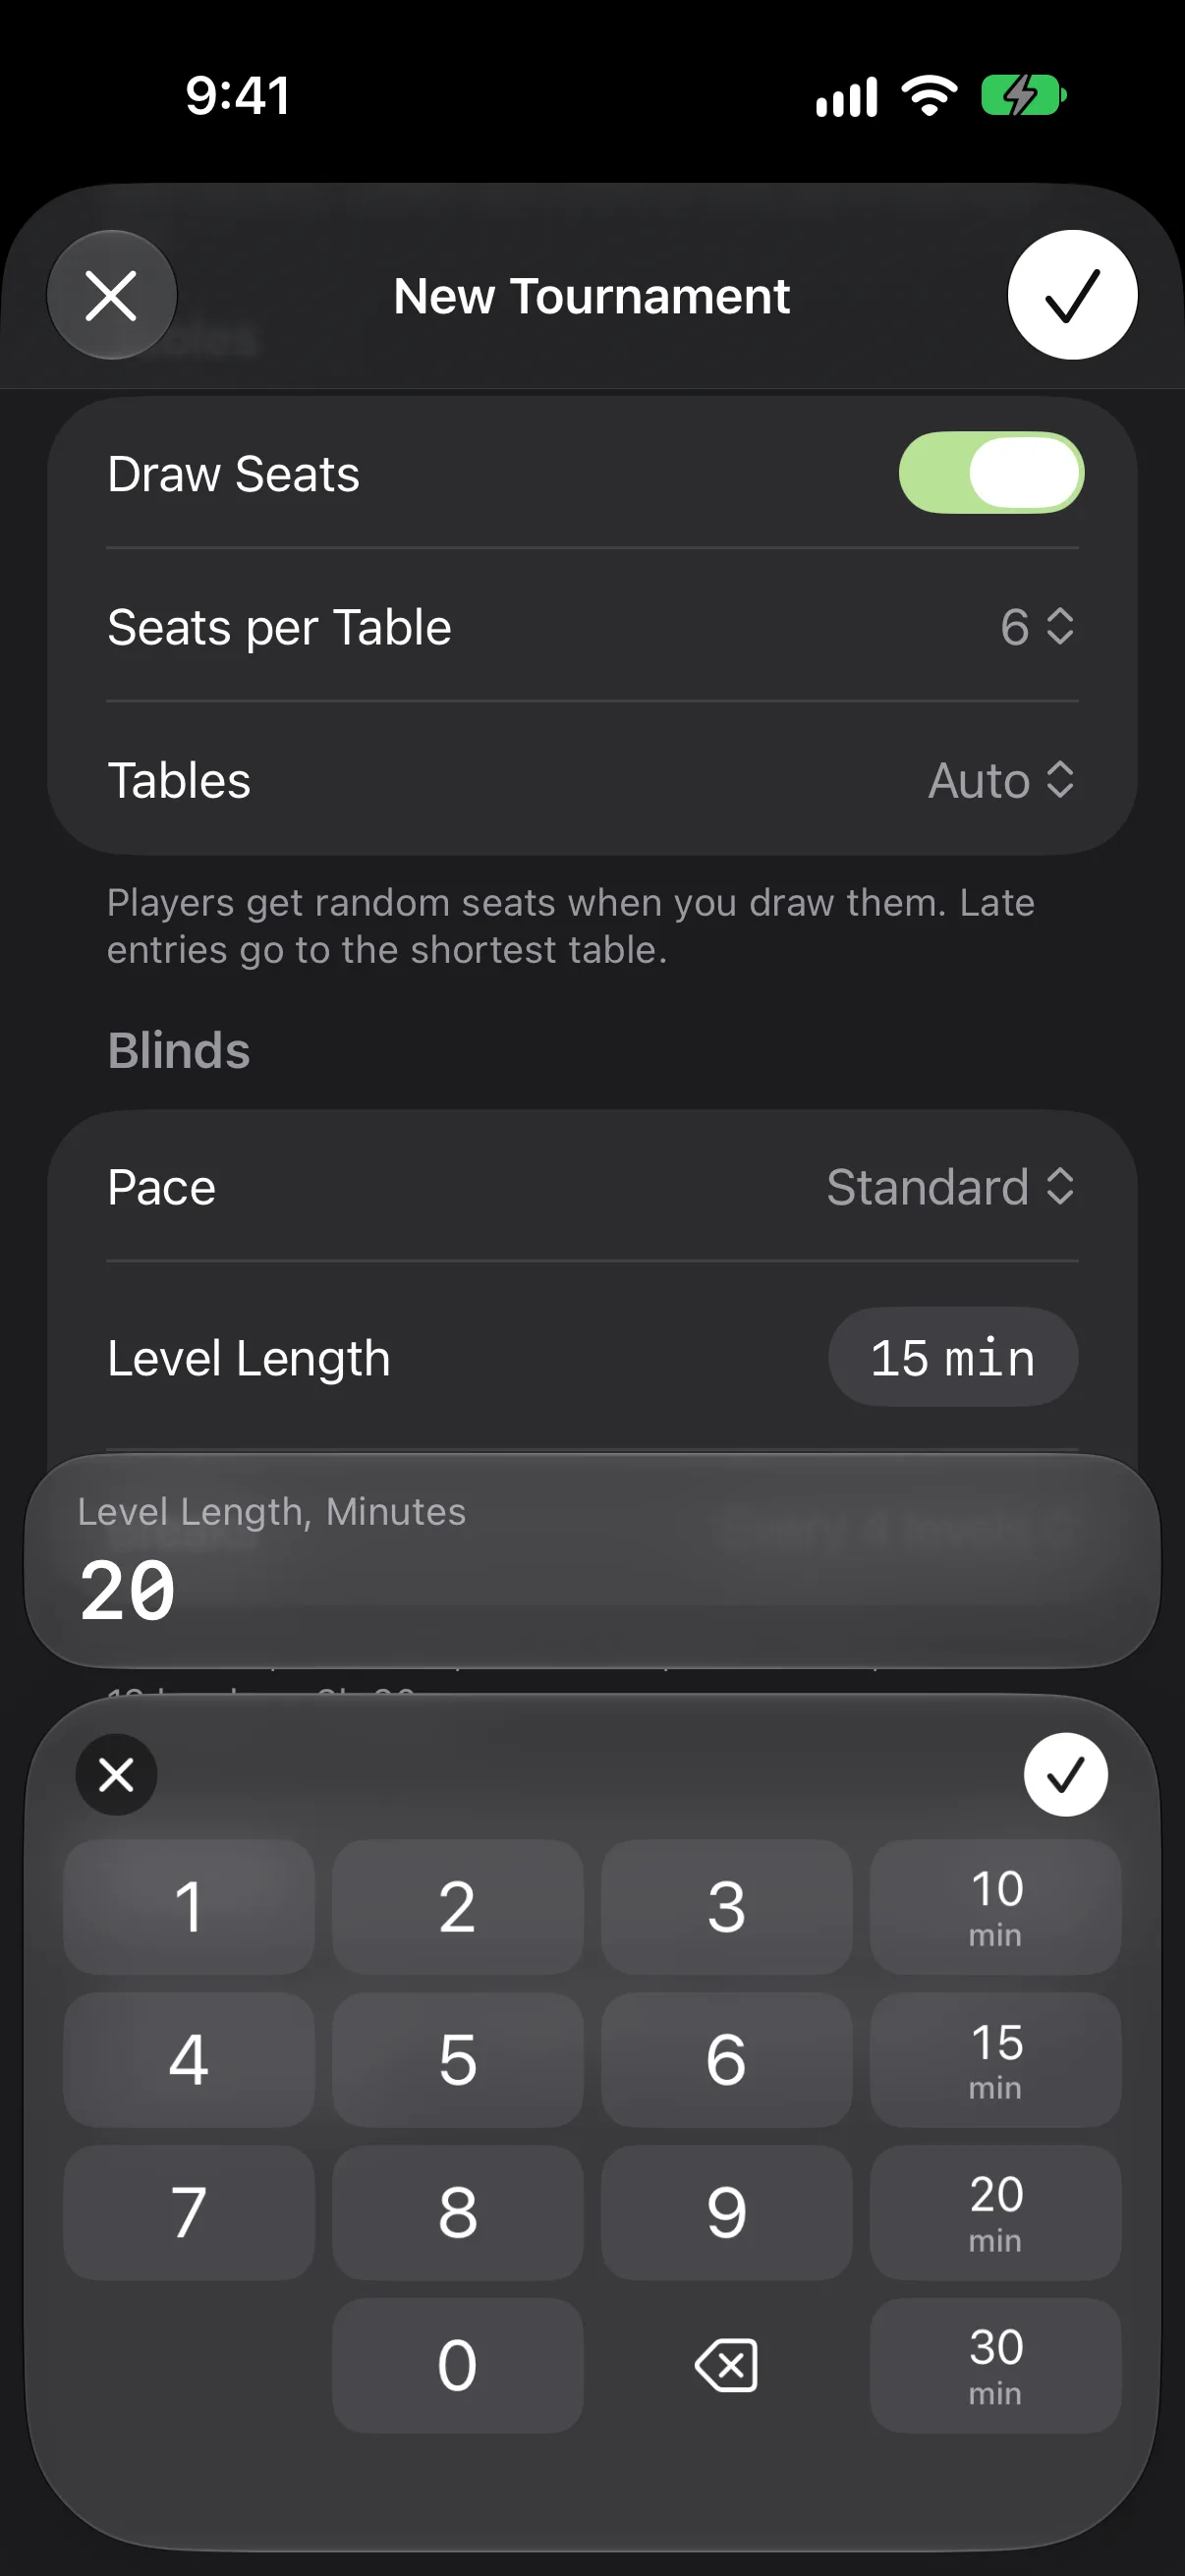 9:41
New Tournament
Draw Seats
Seats per Table 6
Tables Auto
Players get random seats when you draw them. Late
entries go to the shortest table.
Blinds
Pace Standard
Level Length 15 min
Level Length, Minutes
20
1 2 3 10 min
4 5 6 15 min
7 8 9 20 min
0 30 min